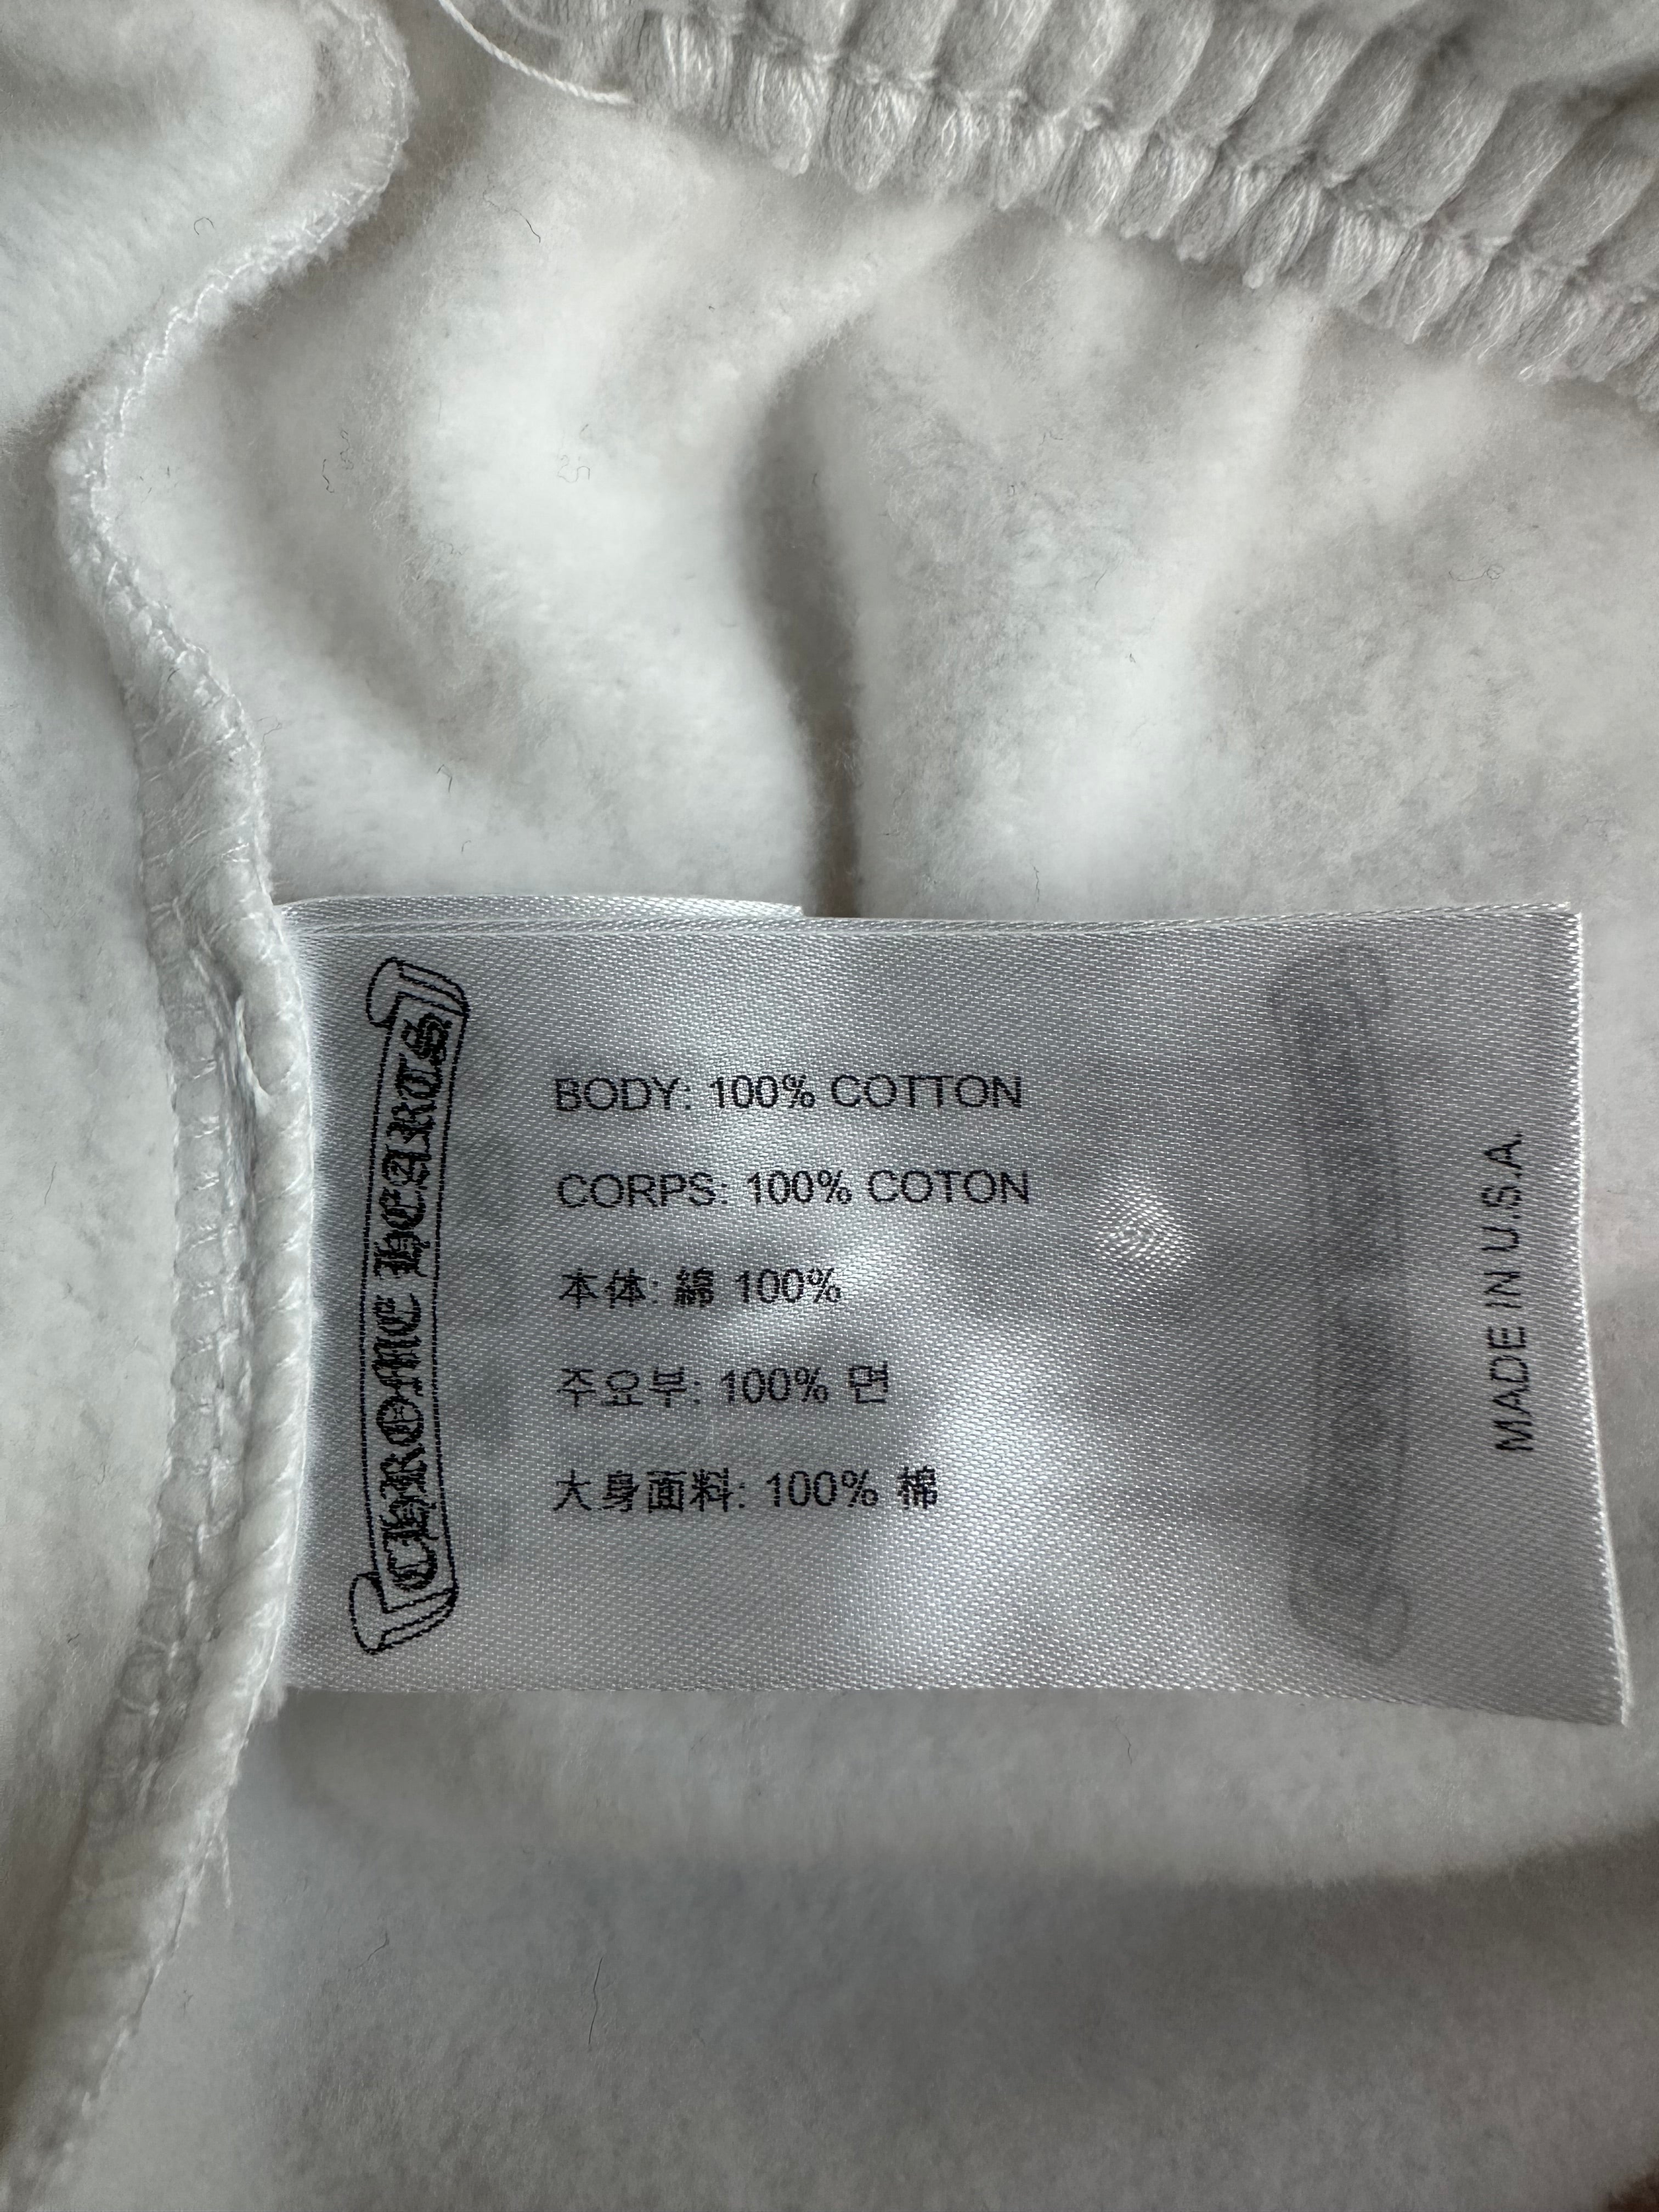 CHROME HEARTS
BODY: 100% COTTON
CORPS: 100% COTON
本体: 綿 100%
주요부: 100% 면
大身面料: 100% 棉
MADE IN U.S.A.